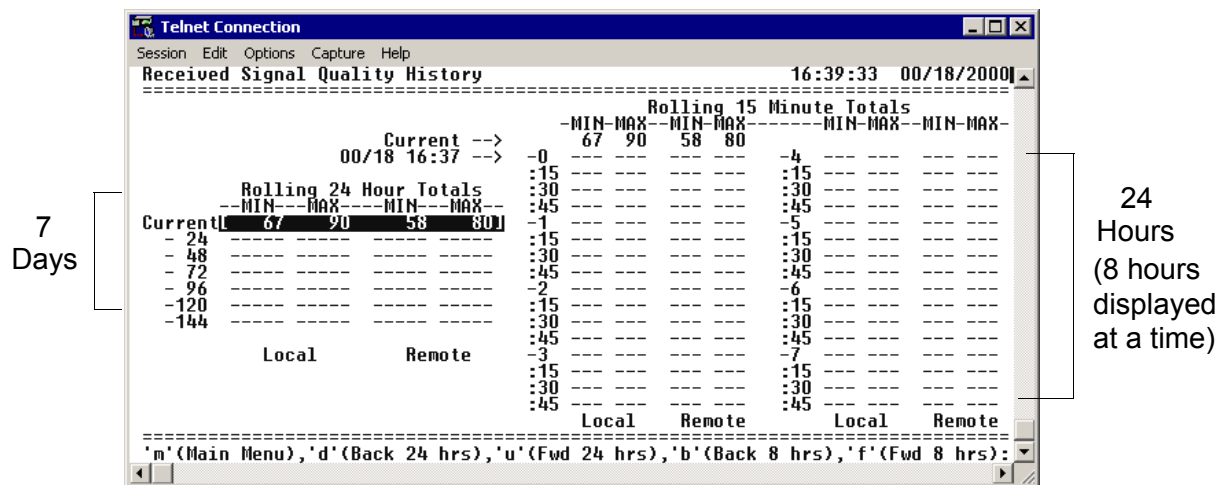 Telnet Connection
Session Edit Options Capture Help
Received Signal Quality History 16:39:33 00/18/2000
==========================================================================================
Rolling 15 Minute Totals
-MIN-MAX--MIN-MAX-------MIN-MAX--MIN-MAX-
Current --> 67 90 58 80
00/18 16:37 --> -0 --- --- --- --- -4 --- --- --- ---
:15 --- --- --- --- :15 --- --- --- ---
Rolling 24 Hour Totals :30 --- --- --- --- :30 --- --- --- ---
--MIN---MAX----MIN---MAX-- :45 --- --- --- --- :45 --- --- --- ---
Current[ 67 90 58 80] -1 --- --- --- --- -5 --- --- --- ---
- 24 ----- ----- ----- ----- :15 --- --- --- --- :15 --- --- --- ---
- 48 ----- ----- ----- ----- :30 --- --- --- --- :30 --- --- --- ---
- 72 ----- ----- ----- ----- :45 --- --- --- --- :45 --- --- --- ---
- 96 ----- ----- ----- ----- -2 --- --- --- --- -6 --- --- --- ---
-120 ----- ----- ----- ----- :15 --- --- --- --- :15 --- --- --- ---
-144 ----- ----- ----- ----- :30 --- --- --- --- :30 --- --- --- ---
:45 --- --- --- --- :45 --- --- --- ---
Local Remote -3 --- --- --- --- -7 --- --- --- ---
:15 --- --- --- --- :15 --- --- --- ---
:30 --- --- --- --- :30 --- --- --- ---
:45 --- --- --- --- :45 --- --- --- ---
Local Remote Local Remote
==========================================================================================
'm'(Main Menu),'d'(Back 24 hrs),'u'(Fwd 24 hrs),'b'(Back 8 hrs),'f'(Fwd 8 hrs):
7
Days
24
Hours
(8 hours
displayed
at a time)